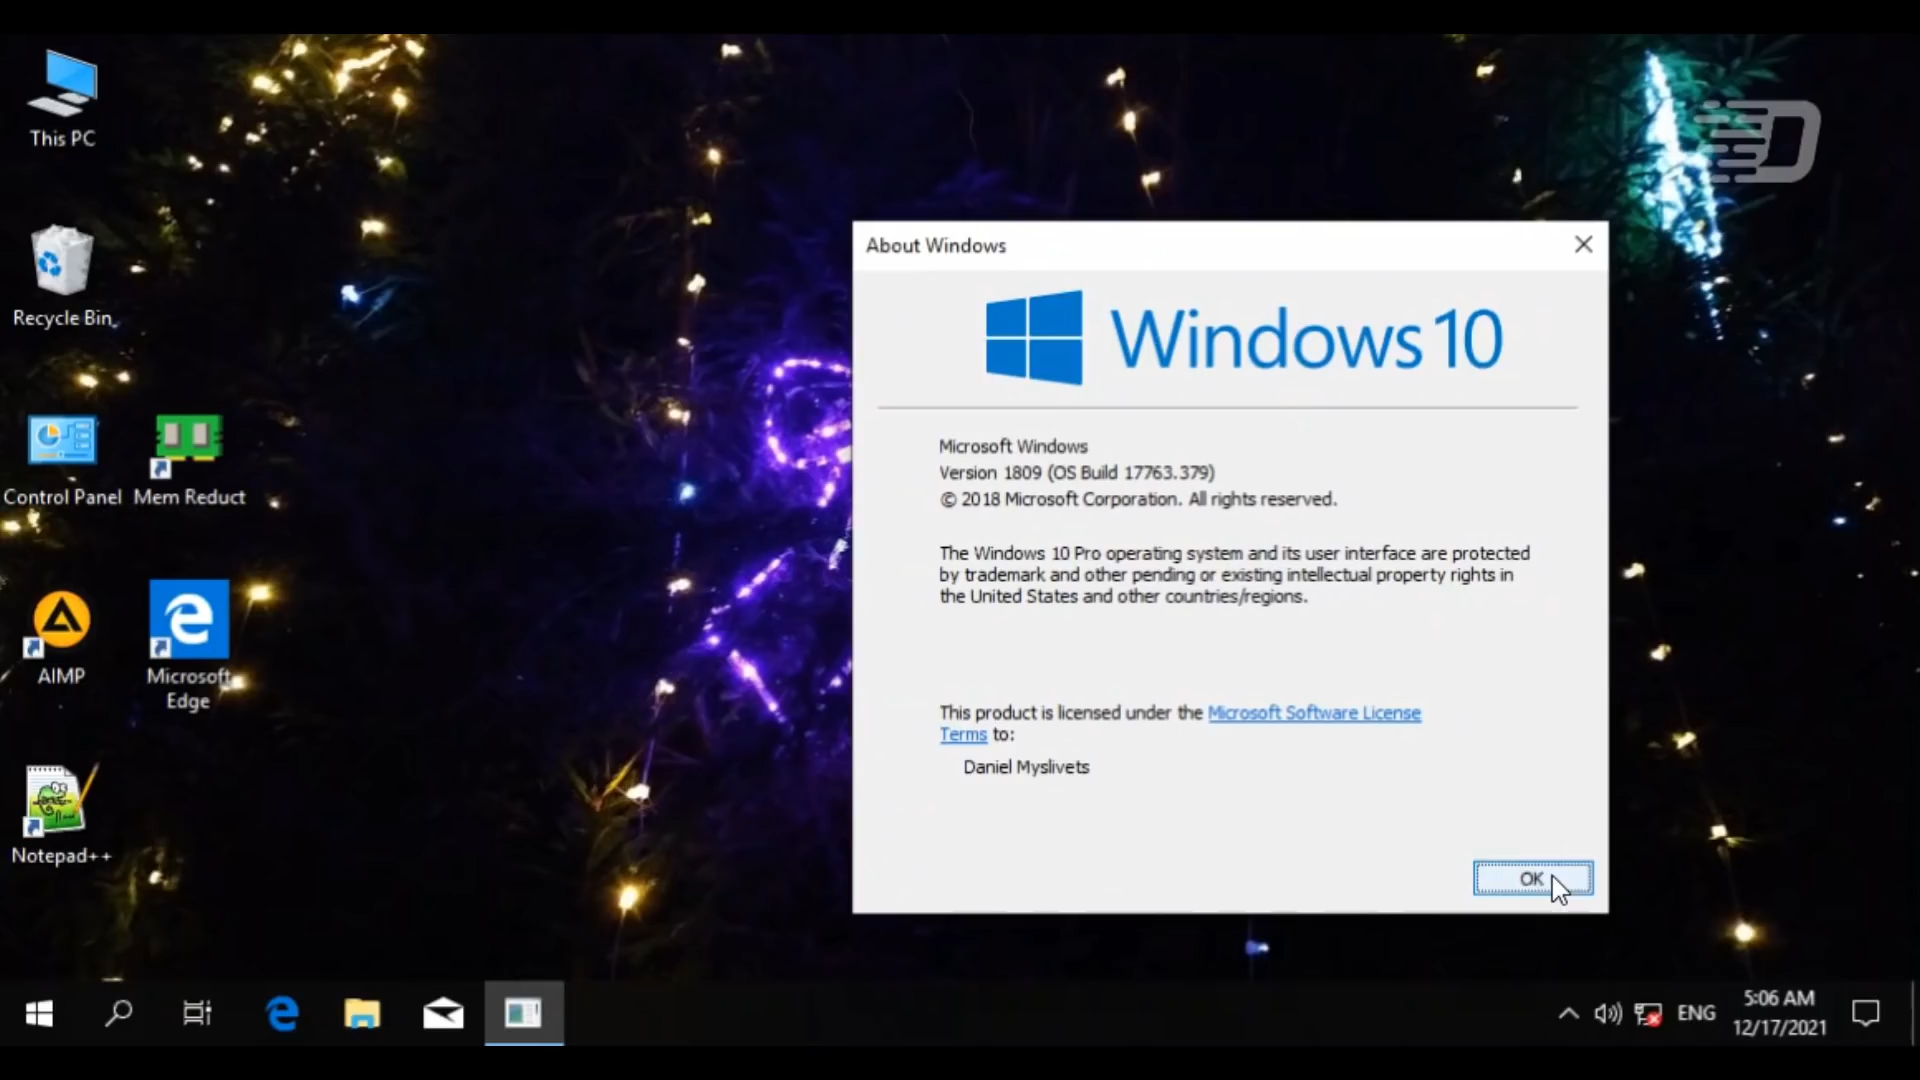 This PC
Recycle Bin
Control Panel
Mem Reduct
AIMP
Microsoft
Edge
Notepad++
About Windows
Windows 10
Microsoft Windows
Version 1809 (OS Build 17763.379)
© 2018 Microsoft Corporation. All rights reserved.
The Windows 10 Pro operating system and its user interface are protected
by trademark and other pending or existing intellectual property rights in
the United States and other countries/regions.
This product is licensed under the Microsoft Software License
Terms to:
Daniel Myslivets
OK
ENG
5:06 AM
12/17/2021